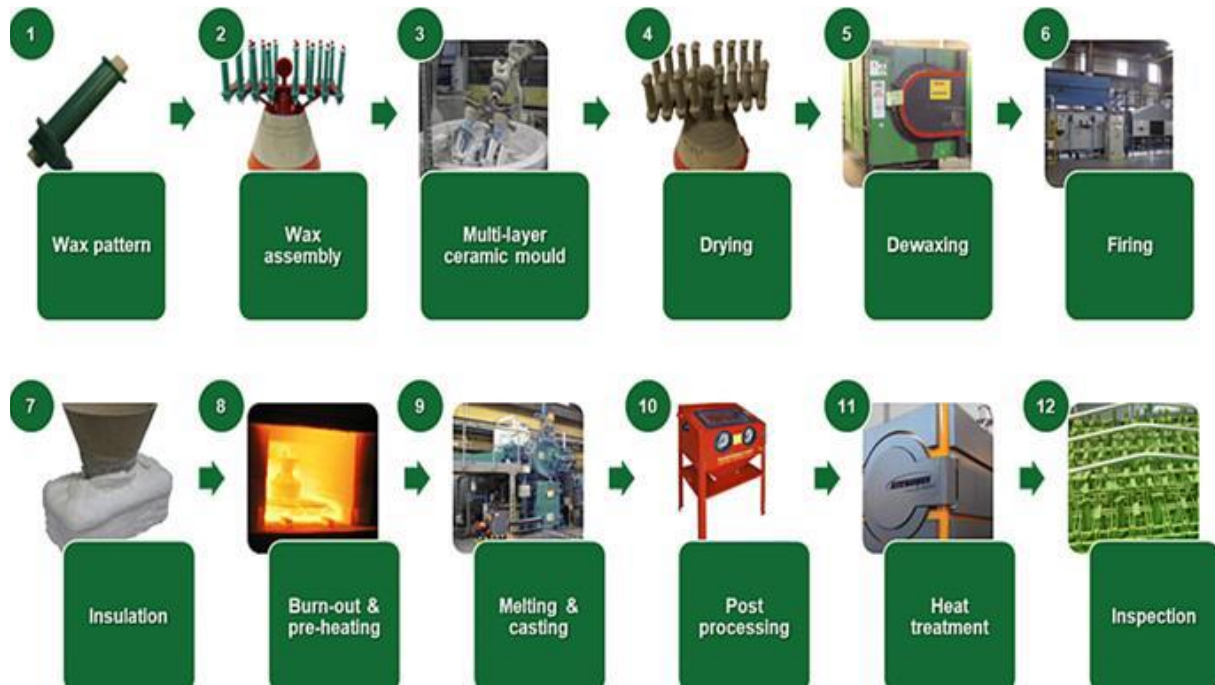 1
2
3
4
5
6
Wax pattern
Wax
assembly
Multi-layer
ceramic mould
Drying
Dewaxing
Firing
7
8
9
10
11
12
Insulation
Burn-out &
pre-heating
Melting &
casting
Post
processing
Heat
treatment
Inspection